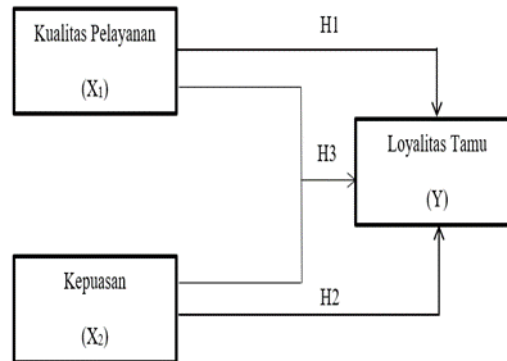 H1
Kualitas Pelayanan
(X₁)
Loyalitas Tamu
(Y)
H3
Kepuasan
(X₂)
H2